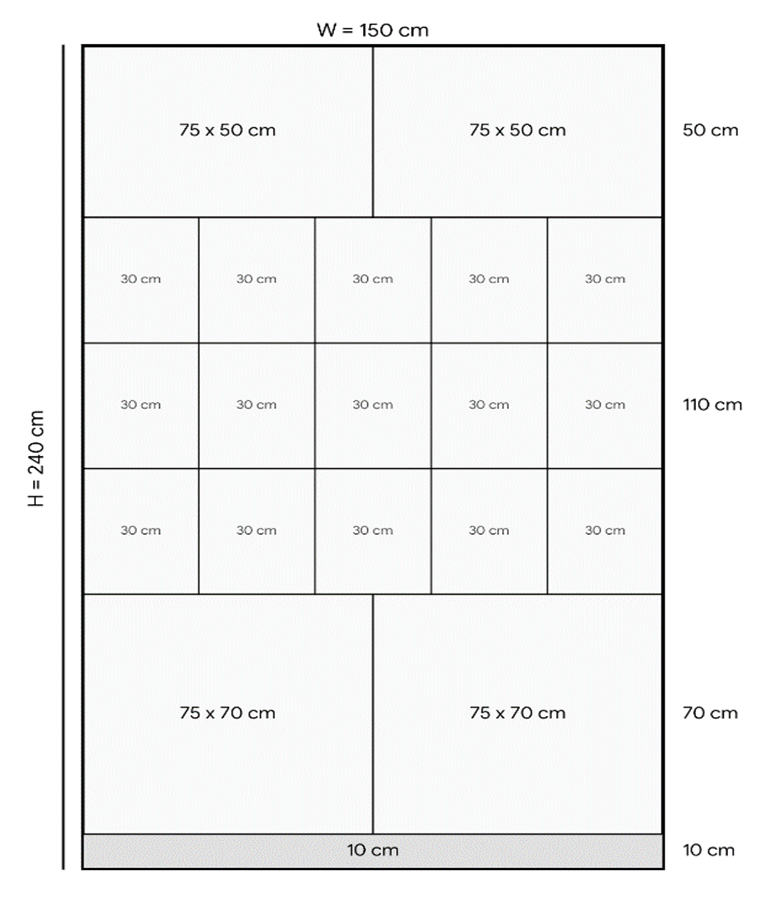 W = 150 cm
75 x 50 cm 75 x 50 cm 50 cm
30 cm 30 cm 30 cm 30 cm 30 cm
30 cm 30 cm 30 cm 30 cm 30 cm 110 cm
H = 240 cm
30 cm 30 cm 30 cm 30 cm 30 cm
75 x 70 cm 75 x 70 cm 70 cm
10 cm 10 cm